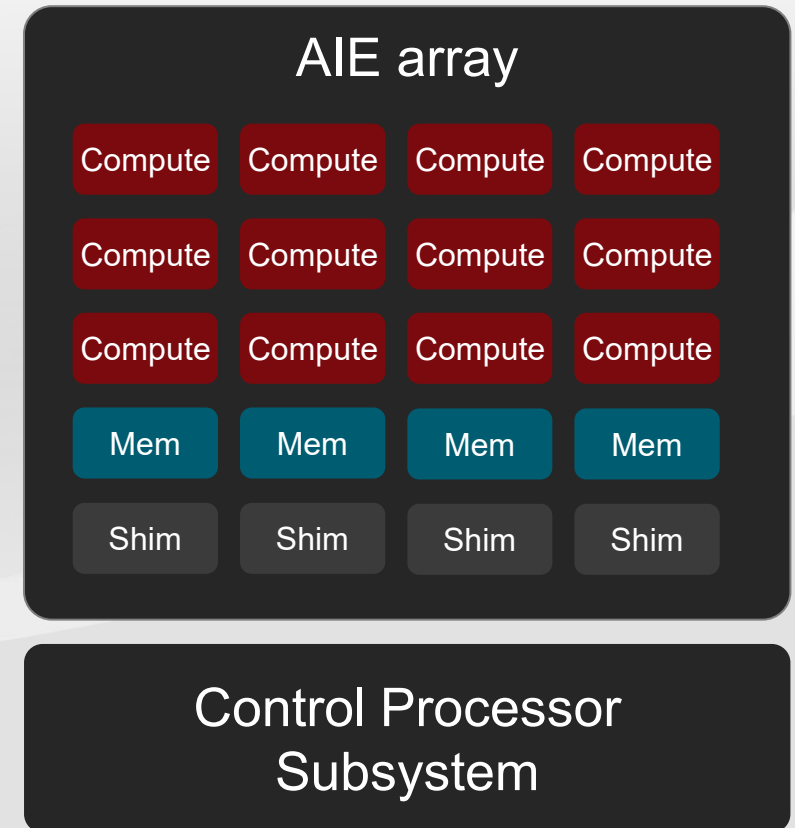 AIE array
Compute Compute Compute Compute
Compute Compute Compute Compute
Compute Compute Compute Compute
Mem Mem Mem Mem
Shim Shim Shim Shim
Control Processor
Subsystem